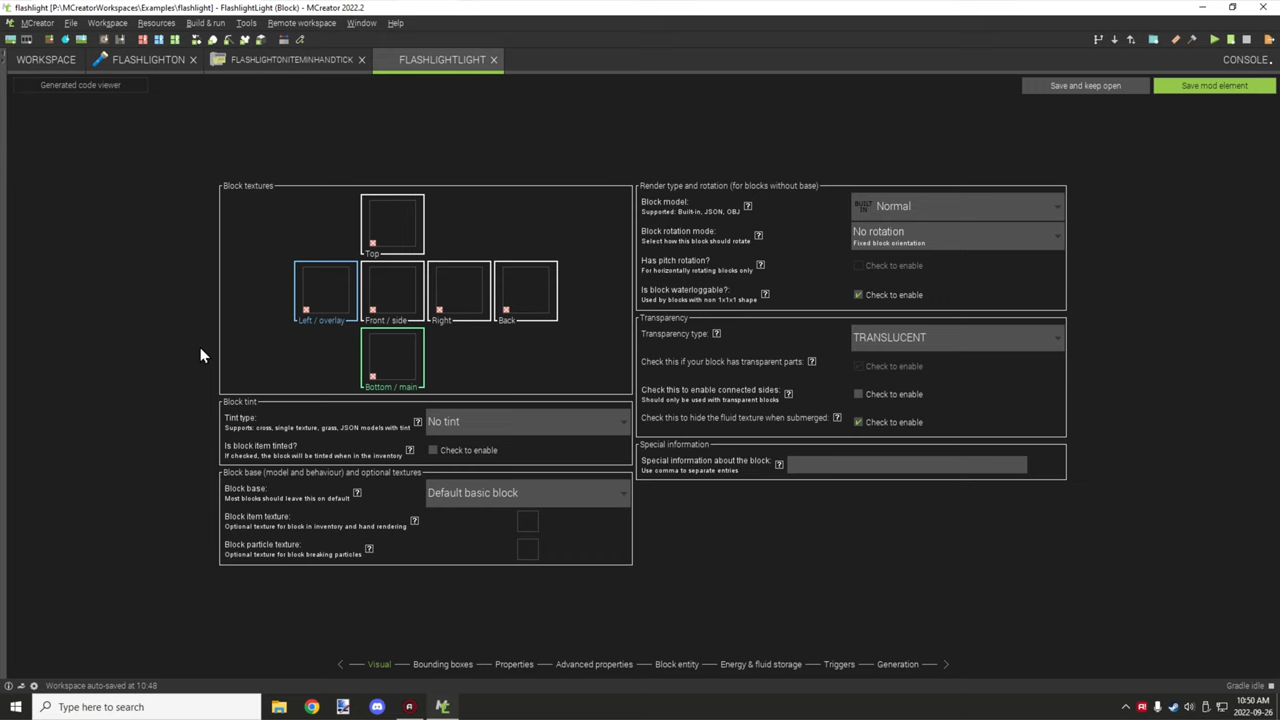 flashlight [P:\MCreatorWorkspaces\Examples\flashlight] - FlashlightLight (Block) - MCreator 2022.2
MCreator File Workspace Resources Build & run Tools Remote workspace Window Help
WORKSPACE FLASHLIGHTON FLASHLIGHTONITEMINHANDTICK FLASHLIGHTLIGHT CONSOLE
Generated code viewer Save and keep open Save mod element
Block textures
Top
Left / overlay Front / side Right Back
Bottom / main
Block tint
Tint type: No tint
Supports: cross, single texture, grass, JSON models with tint
Is block item tinted? Check to enable
If checked, the block will be tinted when in the inventory
Block base (model and behaviour) and optional textures
Block base: Default basic block
Most blocks should leave this on default
Block item texture:
Optional texture for block in inventory and hand rendering
Block particle texture:
Optional texture for block breaking particles
Render type and rotation (for blocks without base)
Block model: BUILT IN Normal
Supported: Built-in, JSON, OBJ
Block rotation mode: No rotation
Select how this block should rotate Fixed block orientation
Has pitch rotation? Check to enable
For horizontally rotating blocks only
Is block waterloggable?: Check to enable
Used by blocks with non 1x1x1 shape
Transparency
Transparency type: TRANSLUCENT
Check this if your block has transparent parts: Check to enable
Check this to enable connected sides: Check to enable
Should only be used with transparent blocks
Check this to hide the fluid texture when submerged: Check to enable
Special information
Special information about the block:
Use comma to separate entries
Visual Bounding boxes Properties Advanced properties Block entity Energy & fluid storage Triggers Generation
Workspace auto-saved at 10:48 Gradle idle
Type here to search 10:50 AM
2022-09-26